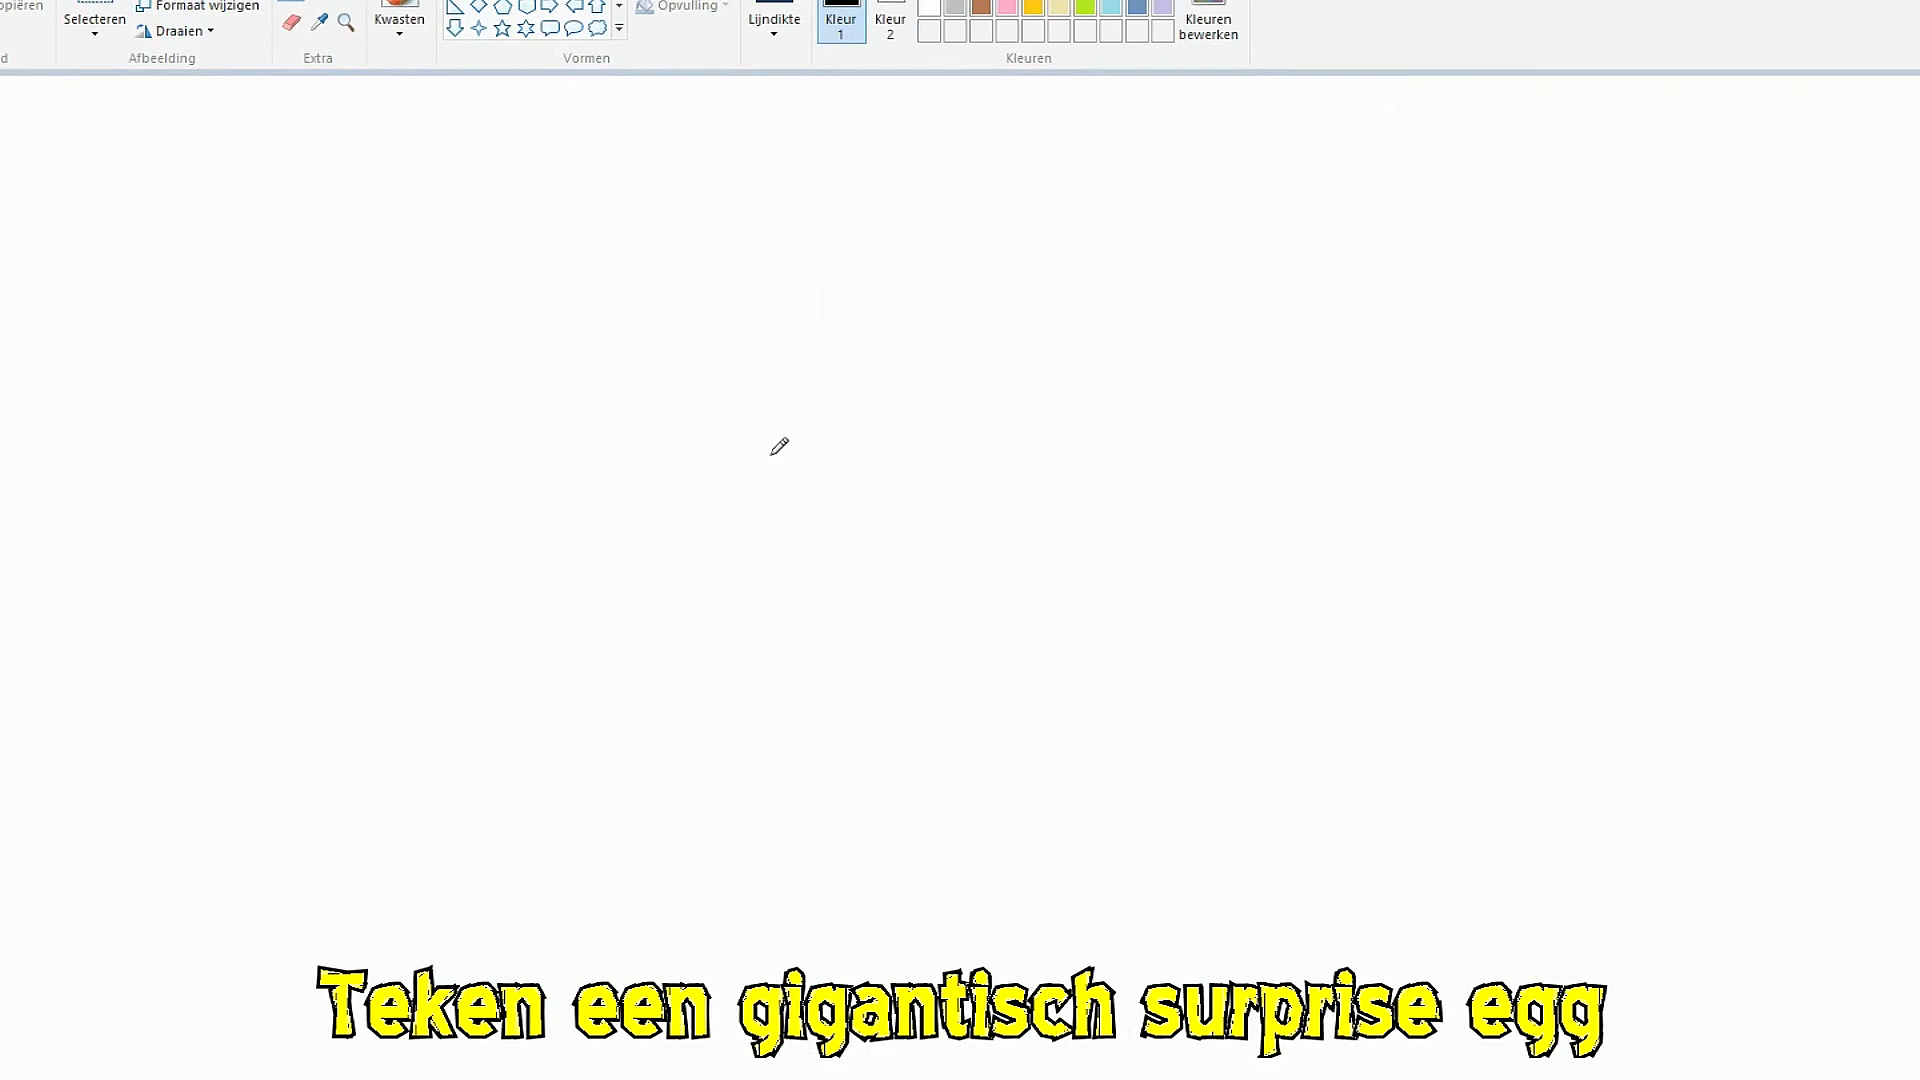 opiëren
Formaat wijzigen
Opvulling
Selecteren
Draaien
Kwasten
Lijndikte
Kleur
1
Kleur
2
Kleuren
bewerken
d
Afbeelding
Extra
Vormen
Kleuren
Teken een gigantisch surprise egg